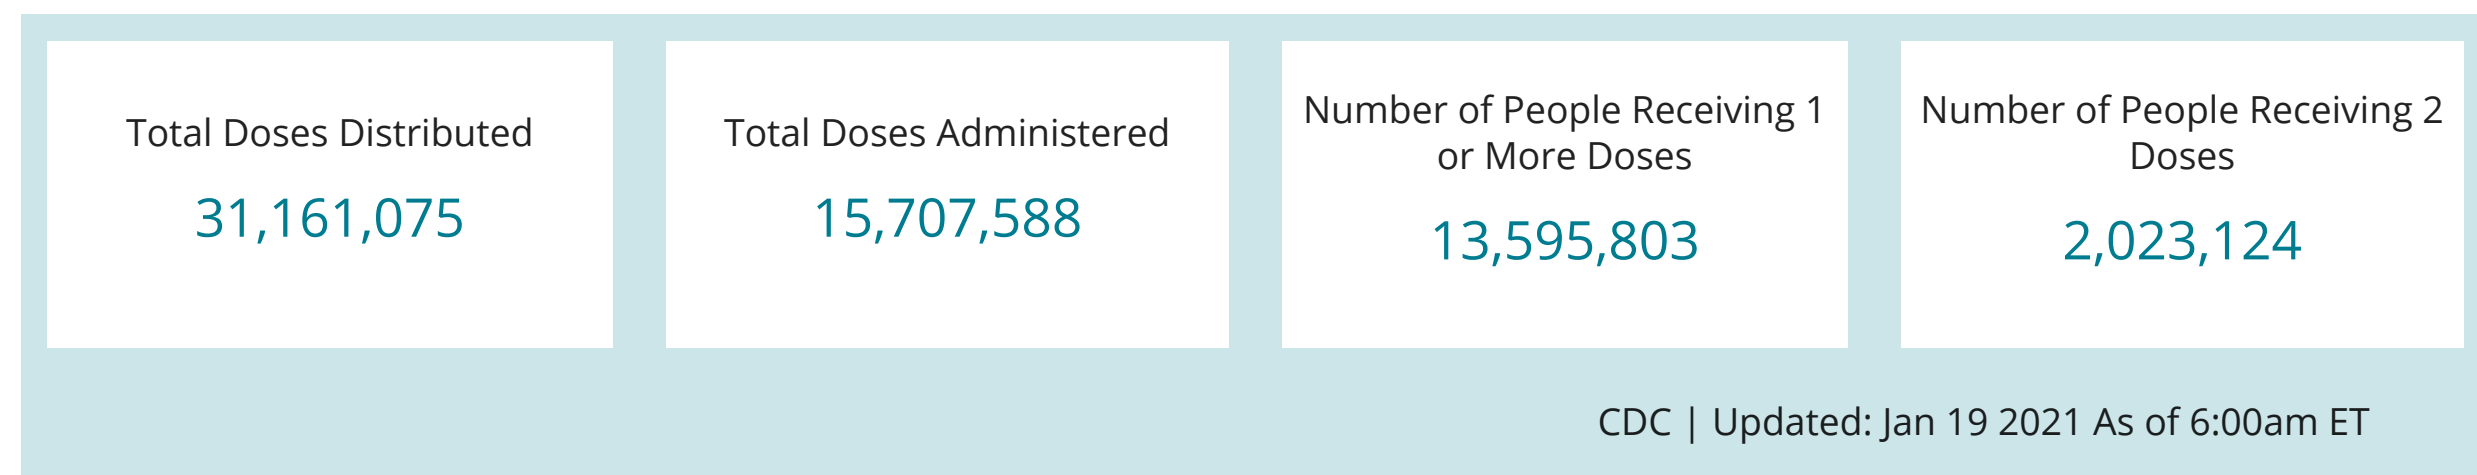 Total Doses Distributed
31,161,075
Total Doses Administered
15,707,588
Number of People Receiving 1
or More Doses
13,595,803
Number of People Receiving 2
Doses
2,023,124
CDC | Updated: Jan 19 2021 As of 6:00am ET